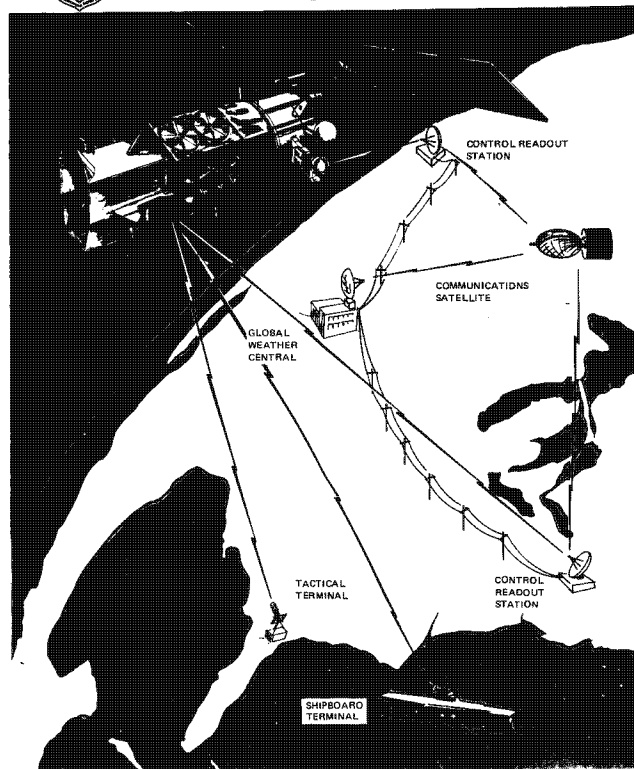 CONTROL READOUT
STATION
COMMUNICATIONS
SATELLITE
GLOBAL
WEATHER
CENTRAL
TACTICAL
TERMINAL
CONTROL
READOUT
STATION
SHIPBOARD
TERMINAL